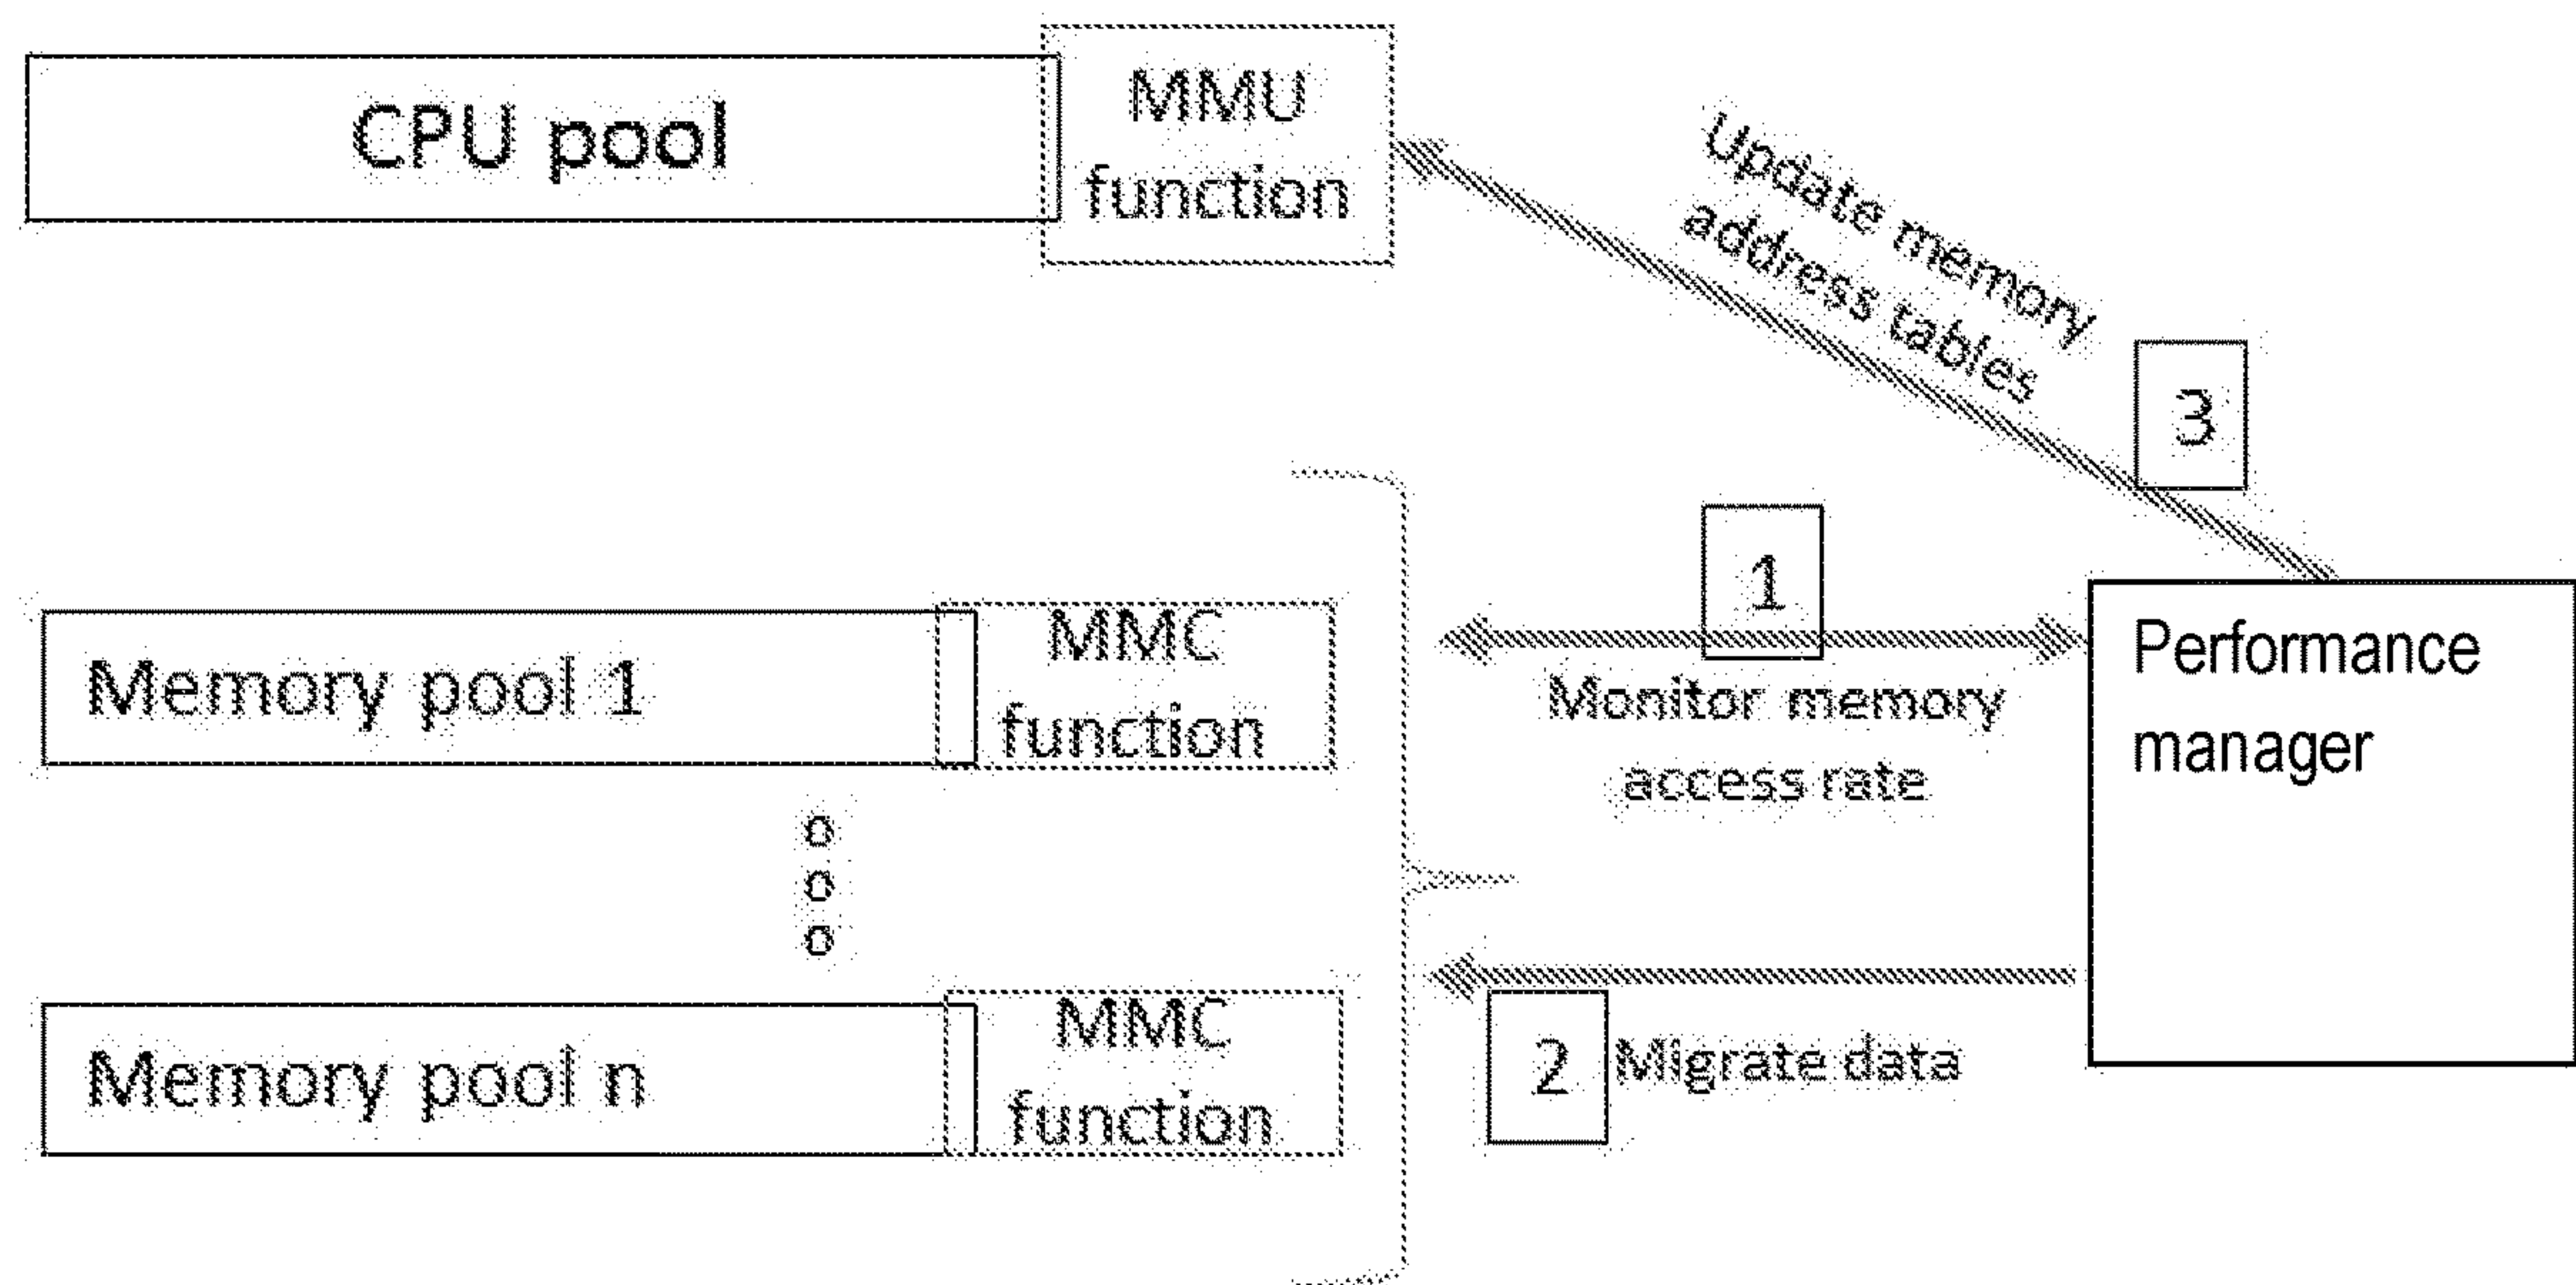 CPU pool
MMU
function
Update memory
address tables
3
1
Monitor memory
access rate
Performance
manager
Memory pool 1
MMC
function
o
o
o
Memory pool n
MMC
function
2
Migrate data